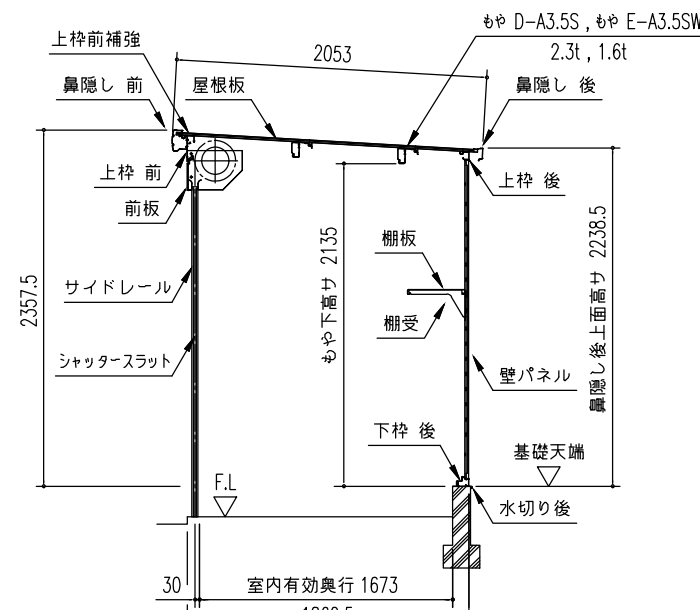 もや D-A3.5S , もや E-A3.5SW
2.3t , 1.6t
上枠前補強
2053
鼻隠し 前
屋根板
鼻隠し 後
上枠 前
上枠 後
前板
2357.5
もや下高サ 2135
鼻隠し後上面高サ 2238.5
棚板
サイドレール
棚受
シャッタースラット
壁パネル
下枠 後
基礎天端
F.L
水切り後
30
室内有効奥行 1673